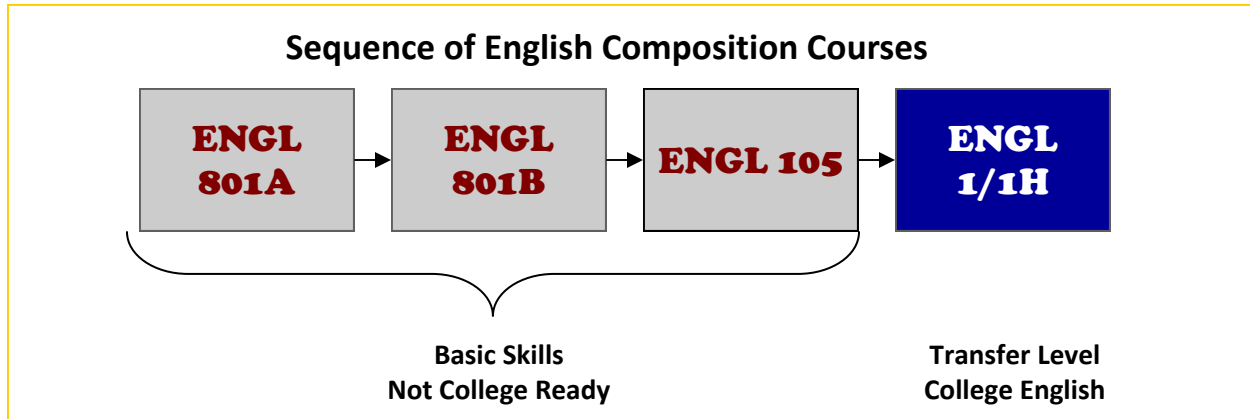 Sequence of English Composition Courses
ENGL
801A
ENGL
801B
ENGL 105
ENGL
1/1H
Basic Skills
Not College Ready
Transfer Level
College English